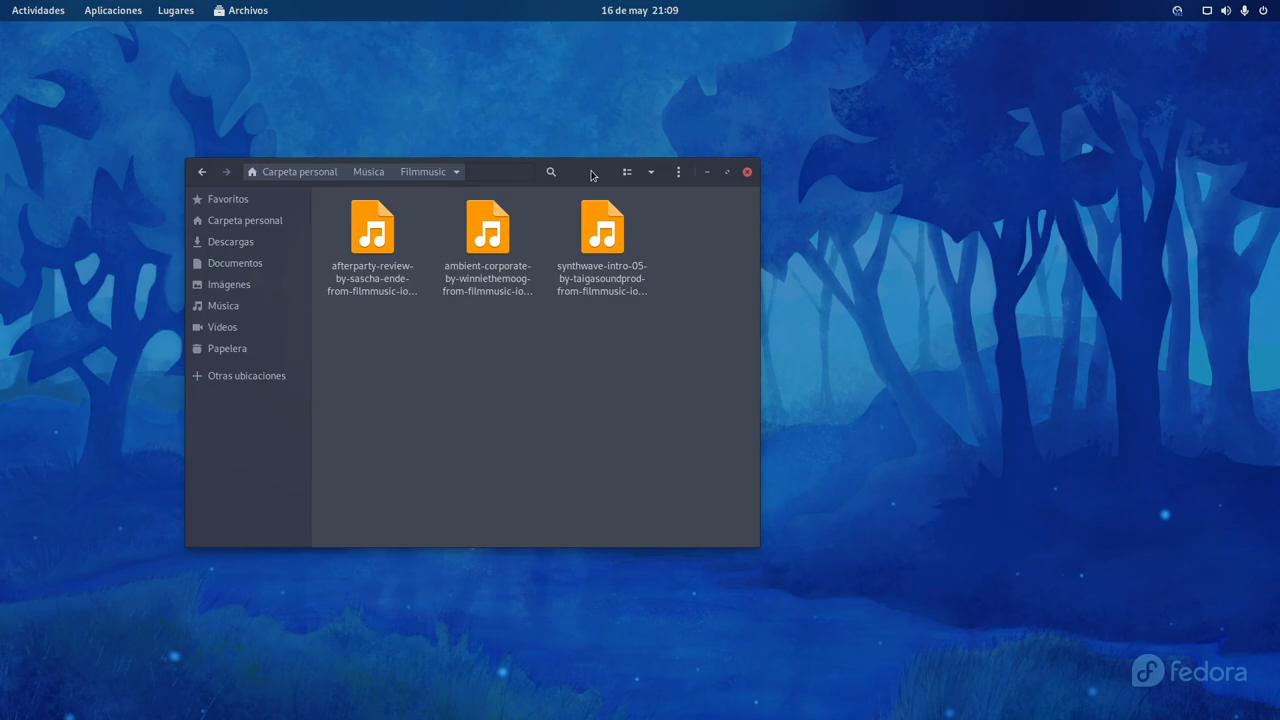 Actividades Aplicaciones Lugares Archivos 16 de may 21:09
Carpeta personal Música Filmmusic
Favoritos
Carpeta personal
Descargas
Documentos
Imágenes
Música
Vídeos
Papelera
Otras ubicaciones
afterparty-review-
by-sascha-ende-
from-filmmusic-io...
ambient-corporate-
by-winniethemoog-
from-filmmusic-io...
synthwave-intro-05-
by-taigasoundprod-
from-filmmusic-io...
fedora